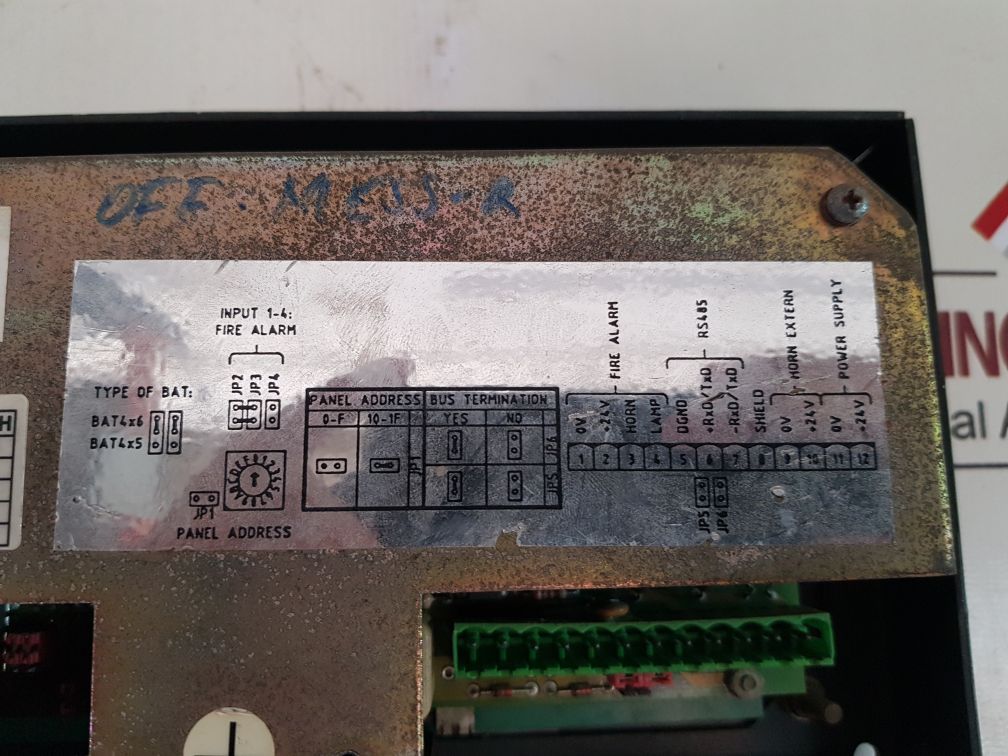 OFF. MESS-R
INPUT 1-4:
FIRE ALARM
JP2
JP3
JP4
TYPE OF BAT:
BAT4x6
BAT4x5
JP1
PANEL ADDRESS
PANEL ADDRESS BUS TERMINATION
0-F 10-1F YES NO
JP1
JP6
JP5
FIRE ALARM
RS485
HORN EXTERN
POWER SUPPLY
0V
+24V
HORN
LAMP
DGND
+RxD/TxD
-RxD/TxD
SHIELD
0V
+24V
0V
+24V
1 2 3 4 5 6 7 8 9 10 11 12
JP5
JP6
H
ING
al A